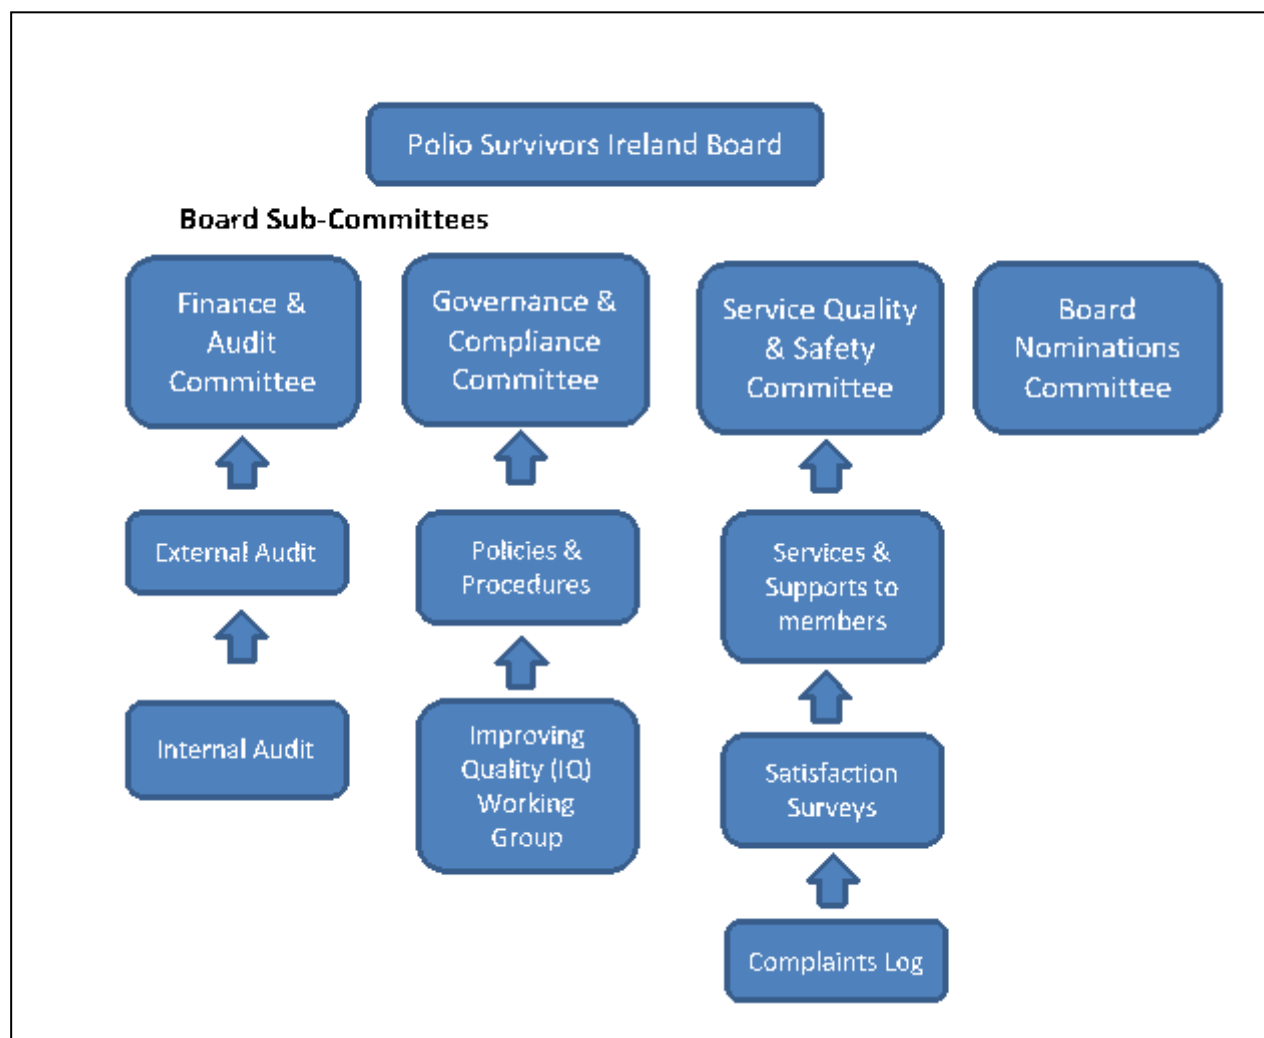 Polio Survivors Ireland Board
Board Sub-Committees
Finance &
Audit
Committee
Governance &
Compliance
Committee
Service Quality
& Safety
Committee
Board
Nominations
Committee
External Audit
Policies &
Procedures
Services &
Supports to
members
Internal Audit
Improving
Quality (IQ)
Working
Group
Satisfaction
Surveys
Complaints Log